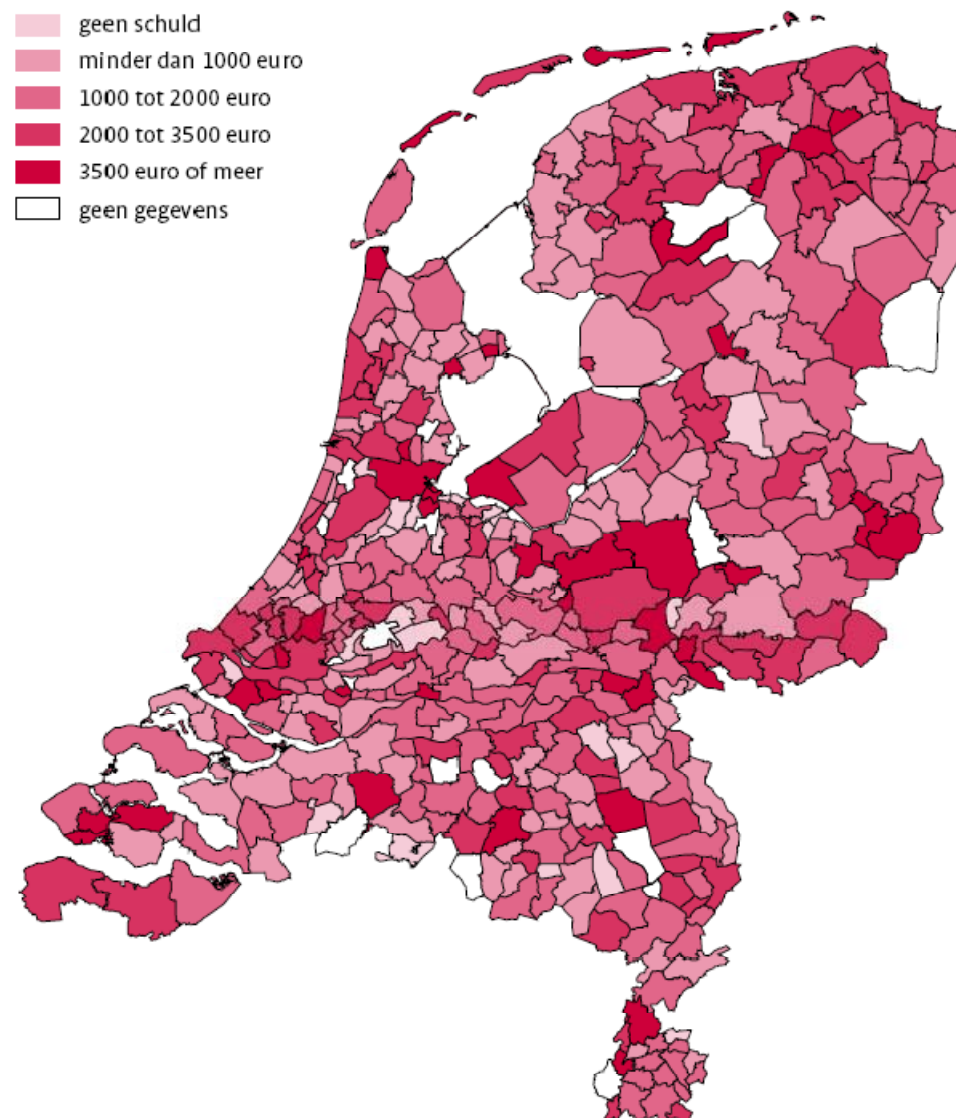 geen schuld
minder dan 1000 euro
1000 tot 2000 euro
2000 tot 3500 euro
3500 euro of meer
geen gegevens